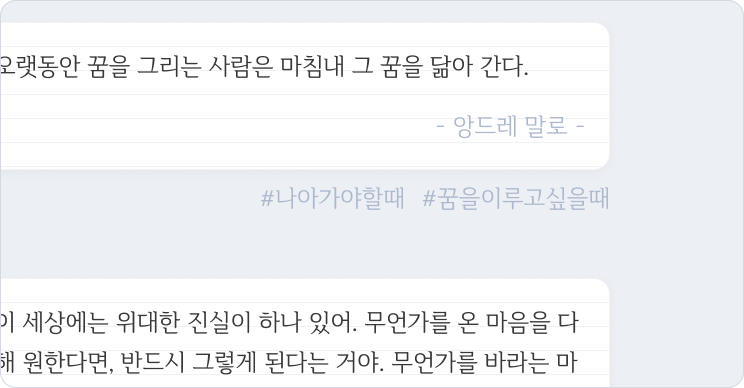 오랫동안 꿈을 그리는 사람은 마침내 그 꿈을 닮아 간다.
- 앙드레 말로 -
#나아가야할때 #꿈을이루고싶을때
이 세상에는 위대한 진실이 하나 있어. 무언가를 온 마음을 다
해 원한다면, 반드시 그렇게 된다는 거야. 무언가를 바라는 마